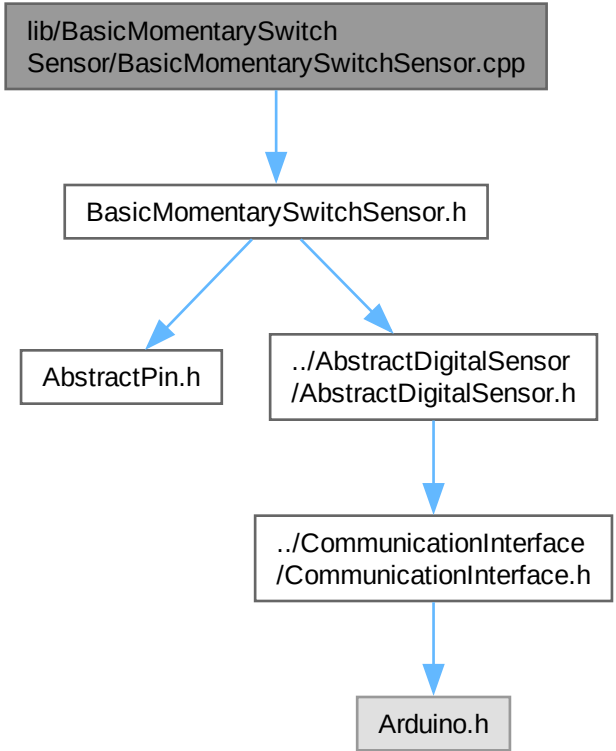 lib/BasicMomentarySwitch
Sensor/BasicMomentarySwitchSensor.cpp
BasicMomentarySwitchSensor.h
AbstractPin.h
../AbstractDigitalSensor
/AbstractDigitalSensor.h
../CommunicationInterface
/CommunicationInterface.h
Arduino.h